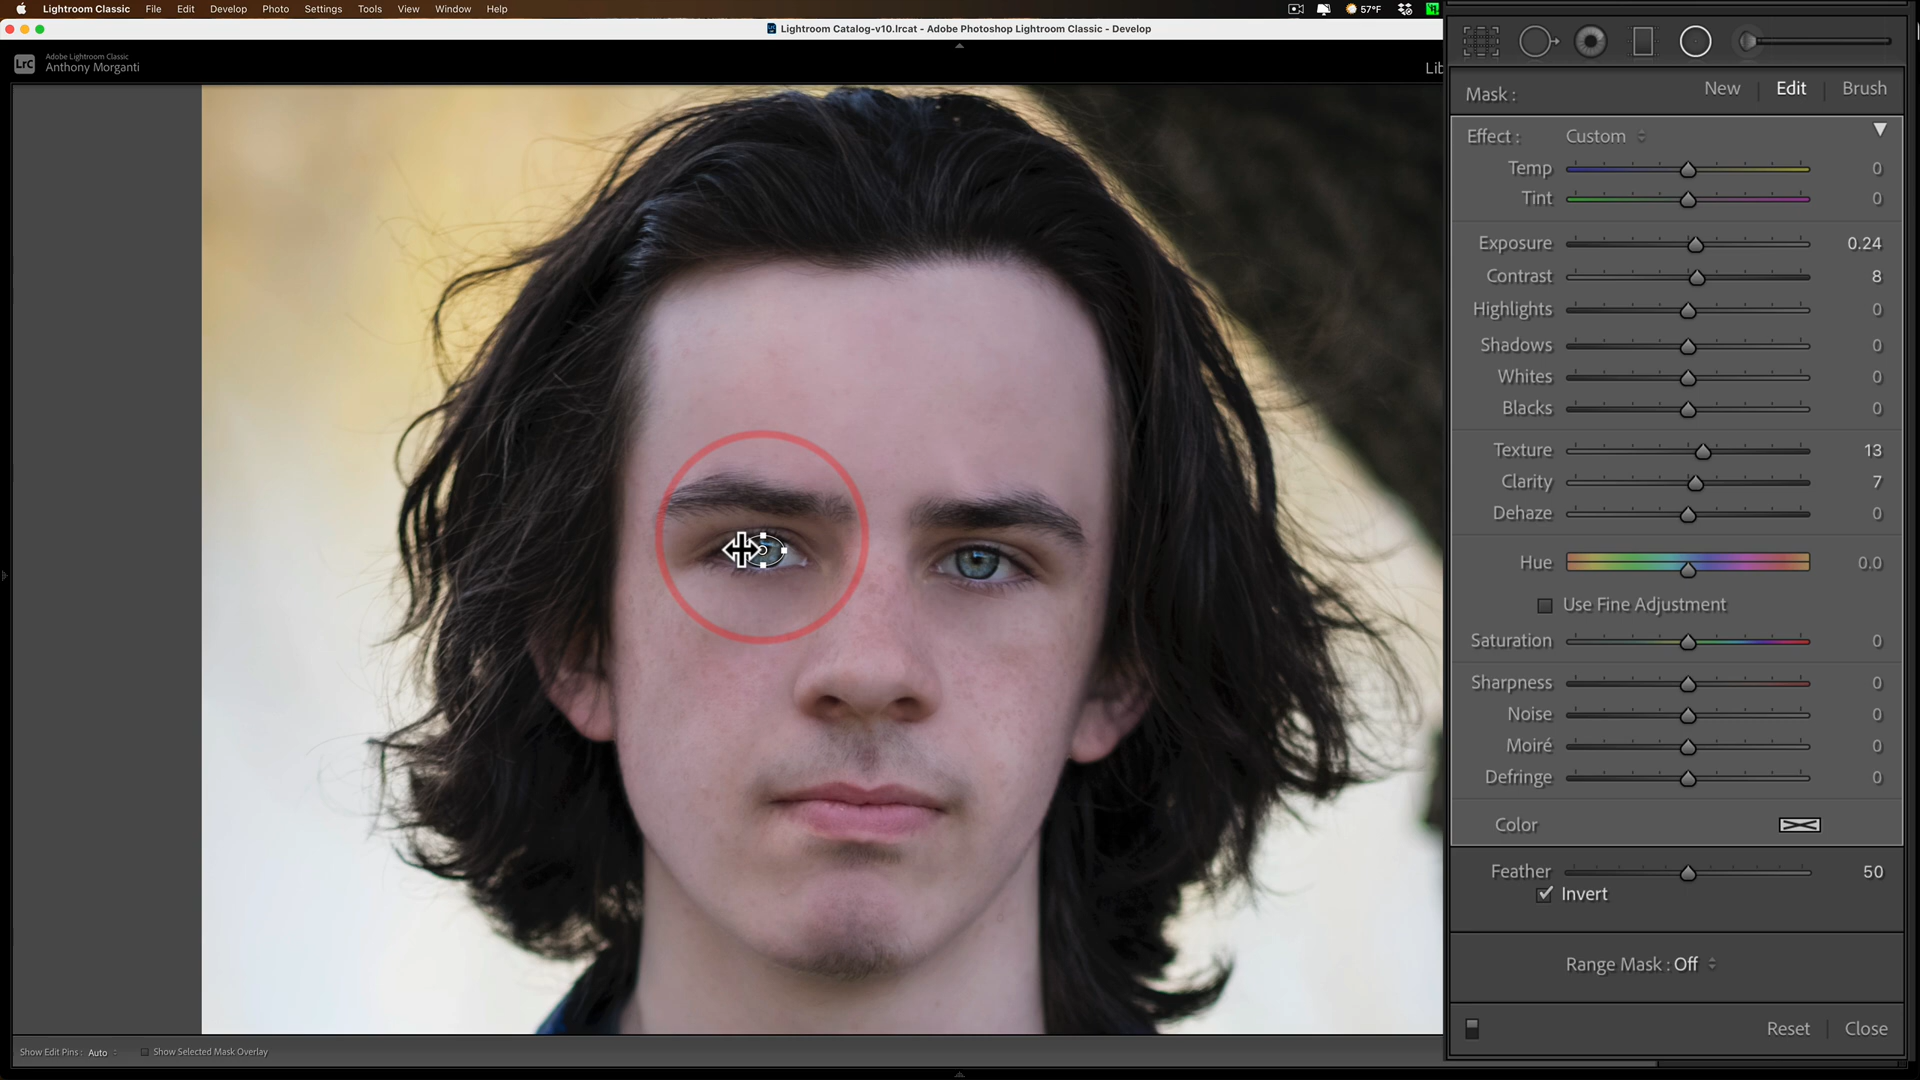 Lightroom Classic File Edit Develop Photo Settings Tools View Window Help 57°F
Lightroom Catalog-v10.lrcat - Adobe Photoshop Lightroom Classic - Develop
LrC
Adobe Lightroom Classic
Anthony Morganti
Lib
Mask : New Edit Brush
Effect : Custom
Temp 0
Tint 0
Exposure 0.24
Contrast 8
Highlights 0
Shadows 0
Whites 0
Blacks 0
Texture 13
Clarity 7
Dehaze 0
Hue 0.0
Use Fine Adjustment
Saturation 0
Sharpness 0
Noise 0
Moiré 0
Defringe 0
Color
Feather 50
Invert
Range Mask : Off
Reset Close
Show Edit Pins : Auto Show Selected Mask Overlay